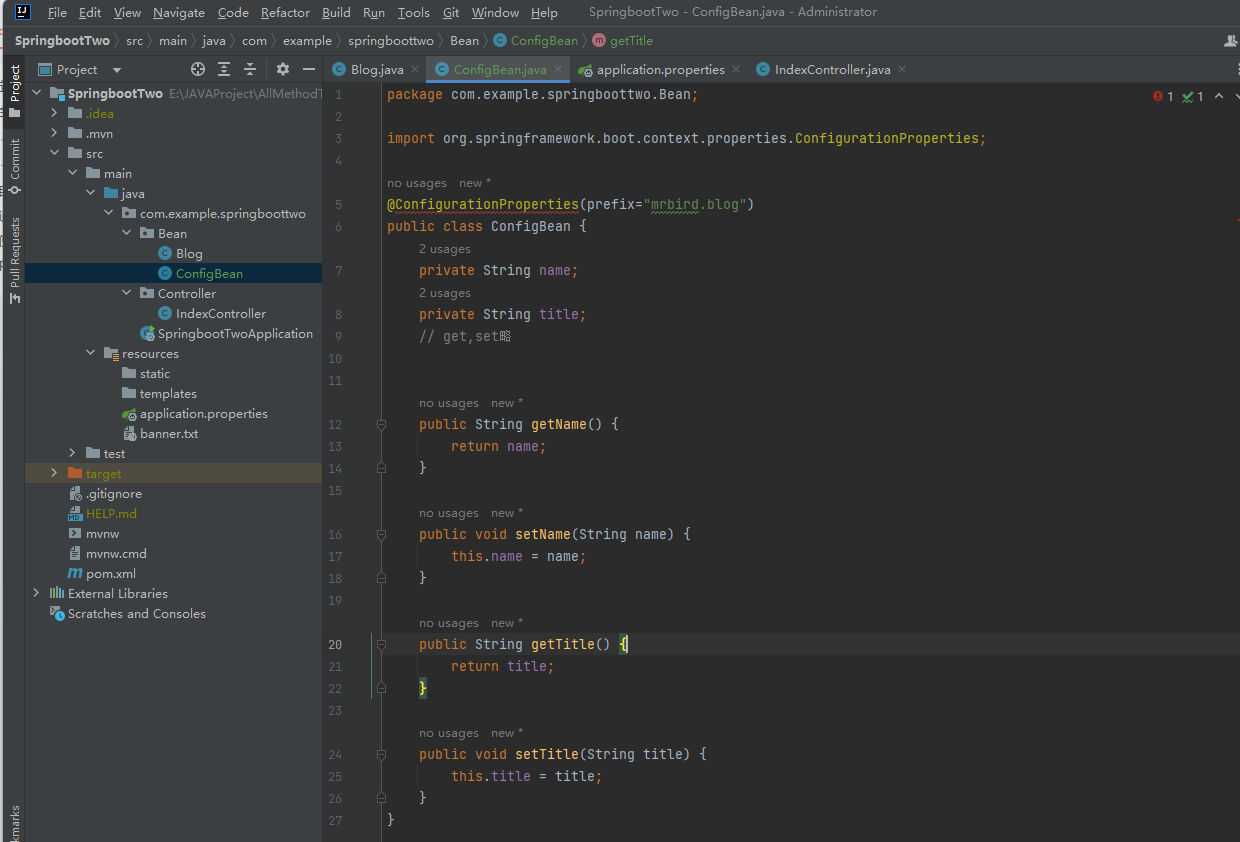 File Edit View Navigate Code Refactor Build Run Tools Git Window Help SpringbootTwo - ConfigBean.java - Administrator
SpringbootTwo src main java com example springboottwo Bean ConfigBean getTitle
Project
Blog.java ConfigBean.java application.properties IndexController.java
Project
Commit
Pull Requests
SpringbootTwo E:\JAVAProject\AllMethodT
.idea
.mvn
src
main
java
com.example.springboottwo
Bean
Blog
ConfigBean
Controller
IndexController
SpringbootTwoApplication
resources
static
templates
application.properties
banner.txt
test
target
.gitignore
HELP.md
mvnw
mvnw.cmd
pom.xml
External Libraries
Scratches and Consoles
1 package com.example.springboottwo.Bean;
1 1
2
3 import org.springframework.boot.context.properties.ConfigurationProperties;
4
no usages new *
5 @ConfigurationProperties(prefix="mrbird.blog")
6 public class ConfigBean {
2 usages
7 private String name;
2 usages
8 private String title;
9 // get,set略
10
11
no usages new *
12 public String getName() {
13 return name;
14 }
15
no usages new *
16 public void setName(String name) {
17 this.name = name;
18 }
19
no usages new *
20 public String getTitle() {
21 return title;
22 }
23
no usages new *
24 public void setTitle(String title) {
25 this.title = title;
26 }
27 }